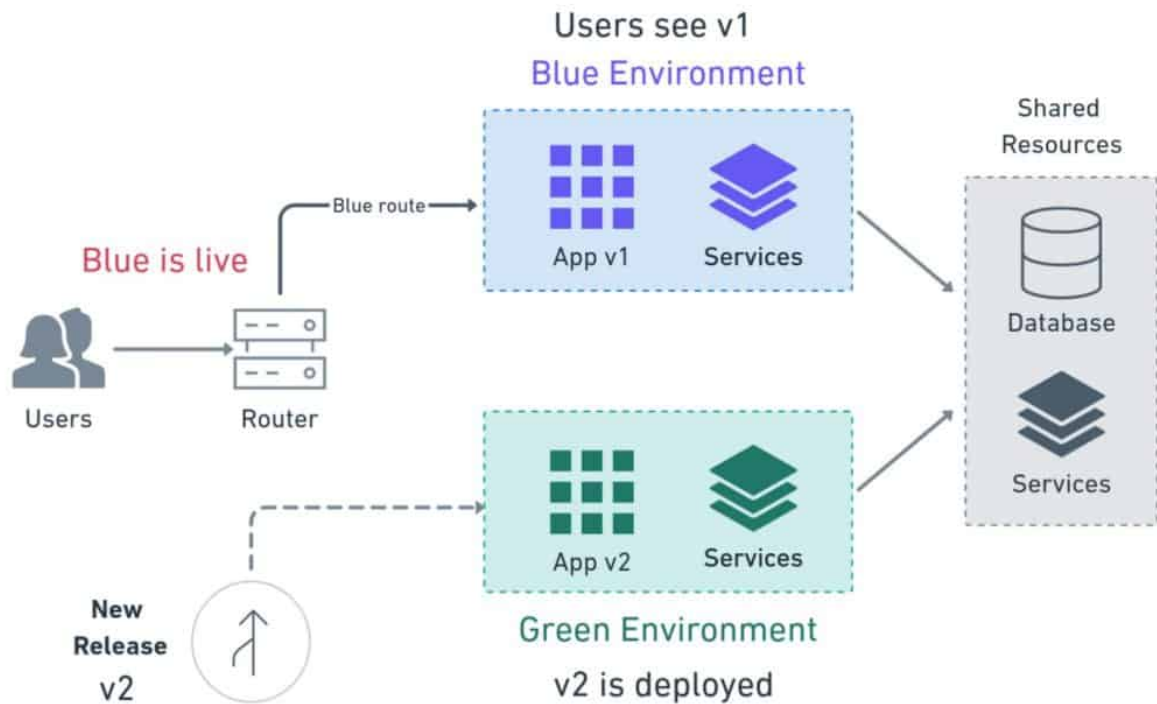 Users see v1
Blue Environment
Shared
Resources
Blue route
Blue is live
App v1
Services
Database
Users
Router
Services
App v2
Services
New
Release
v2
Green Environment
v2 is deployed